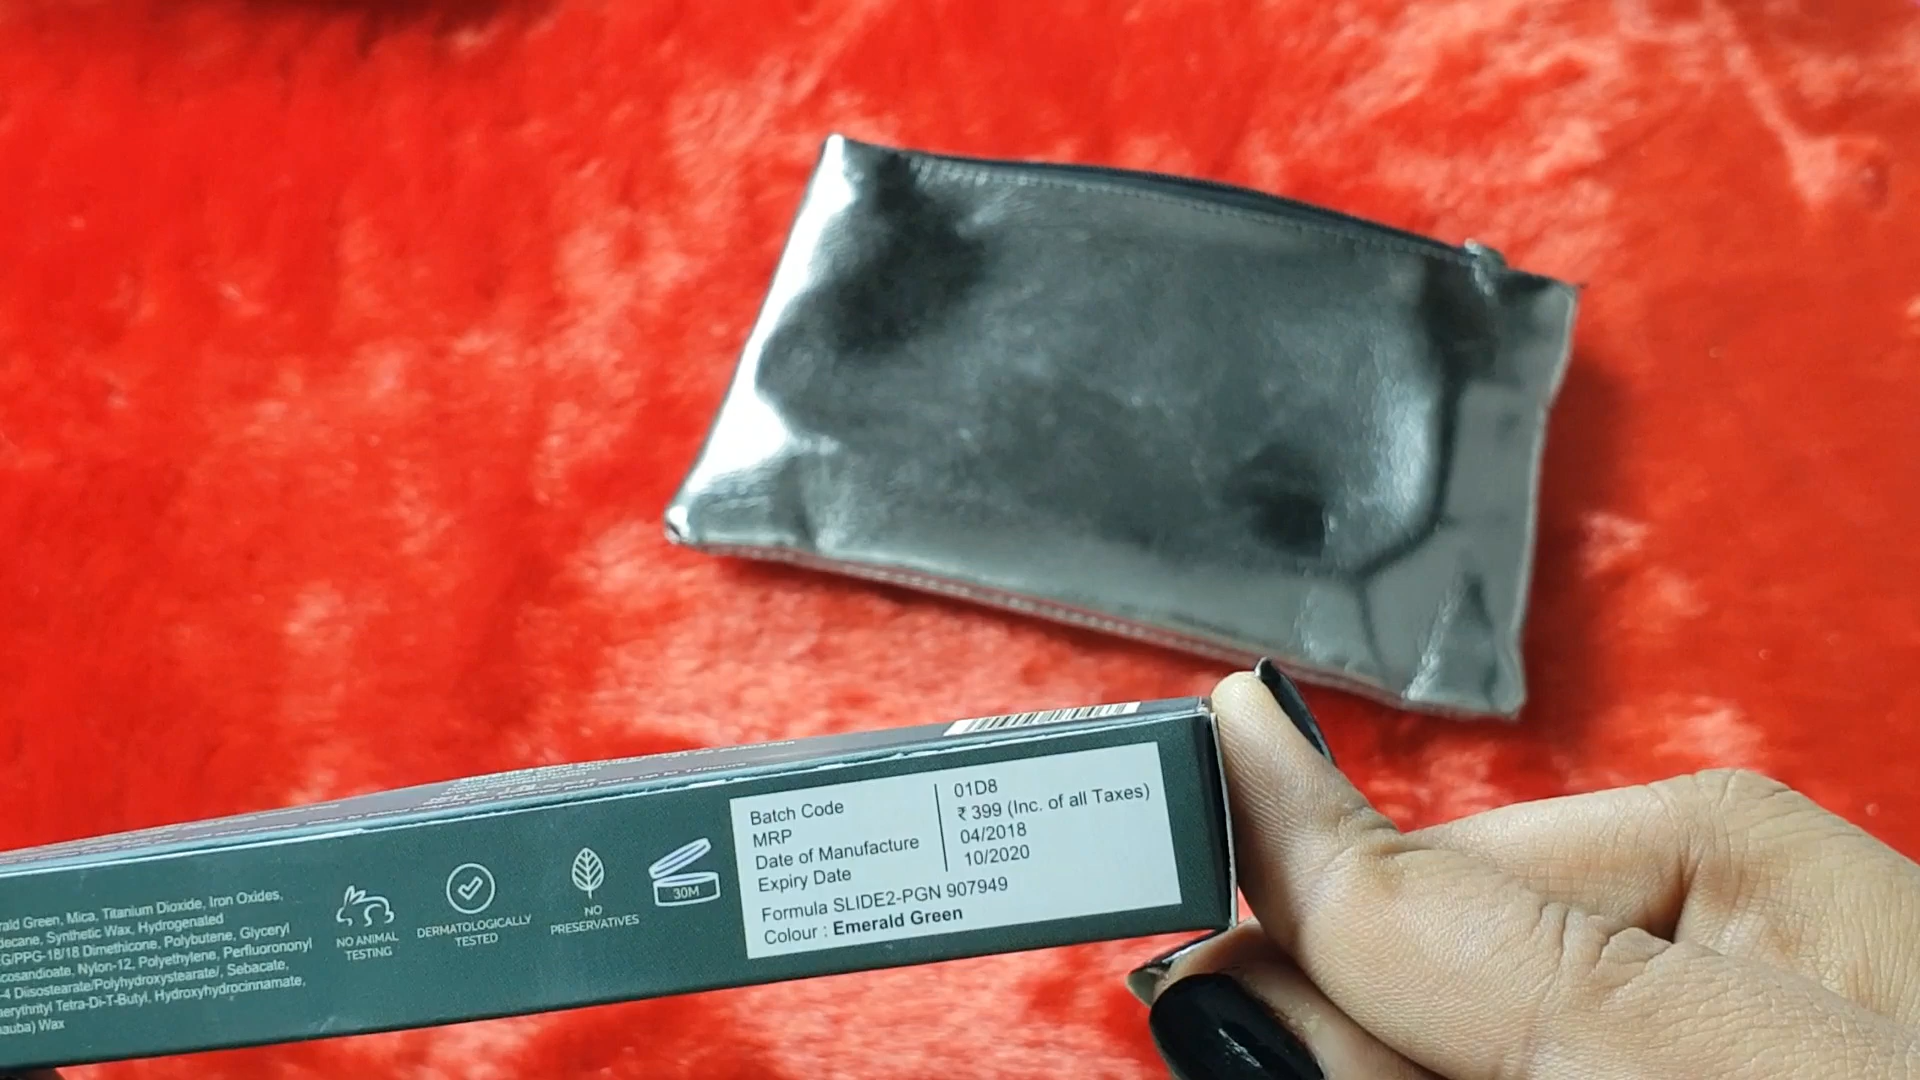 rald Green, Mica, Titanium Dioxide, Iron Oxides,
decane, Synthetic Wax, Hydrogenated
G/PPG-18/18 Dimethicone, Polybutene, Glyceryl
cosandioate, Nylon-12, Polyethylene, Perfluorononyl
-4 Diisostearate/Polyhydroxystearate/, Sebacate,
aerythrityl Tetra-Di-T-Butyl, Hydroxyhydrocinnamate,
nauba) Wax
NO ANIMAL
TESTING
DERMATOLOGICALLY
TESTED
NO
PRESERVATIVES
30M
Batch Code 01D8
MRP ₹ 399 (Inc. of all Taxes)
Date of Manufacture 04/2018
Expiry Date 10/2020
Formula SLIDE2-PGN 907949
Colour : Emerald Green